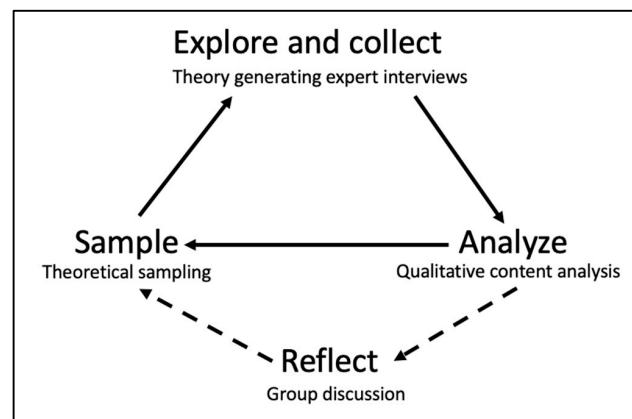 Explore and collect
Theory generating expert interviews
Sample
Theoretical sampling
Analyze
Qualitative content analysis
Reflect
Group discussion